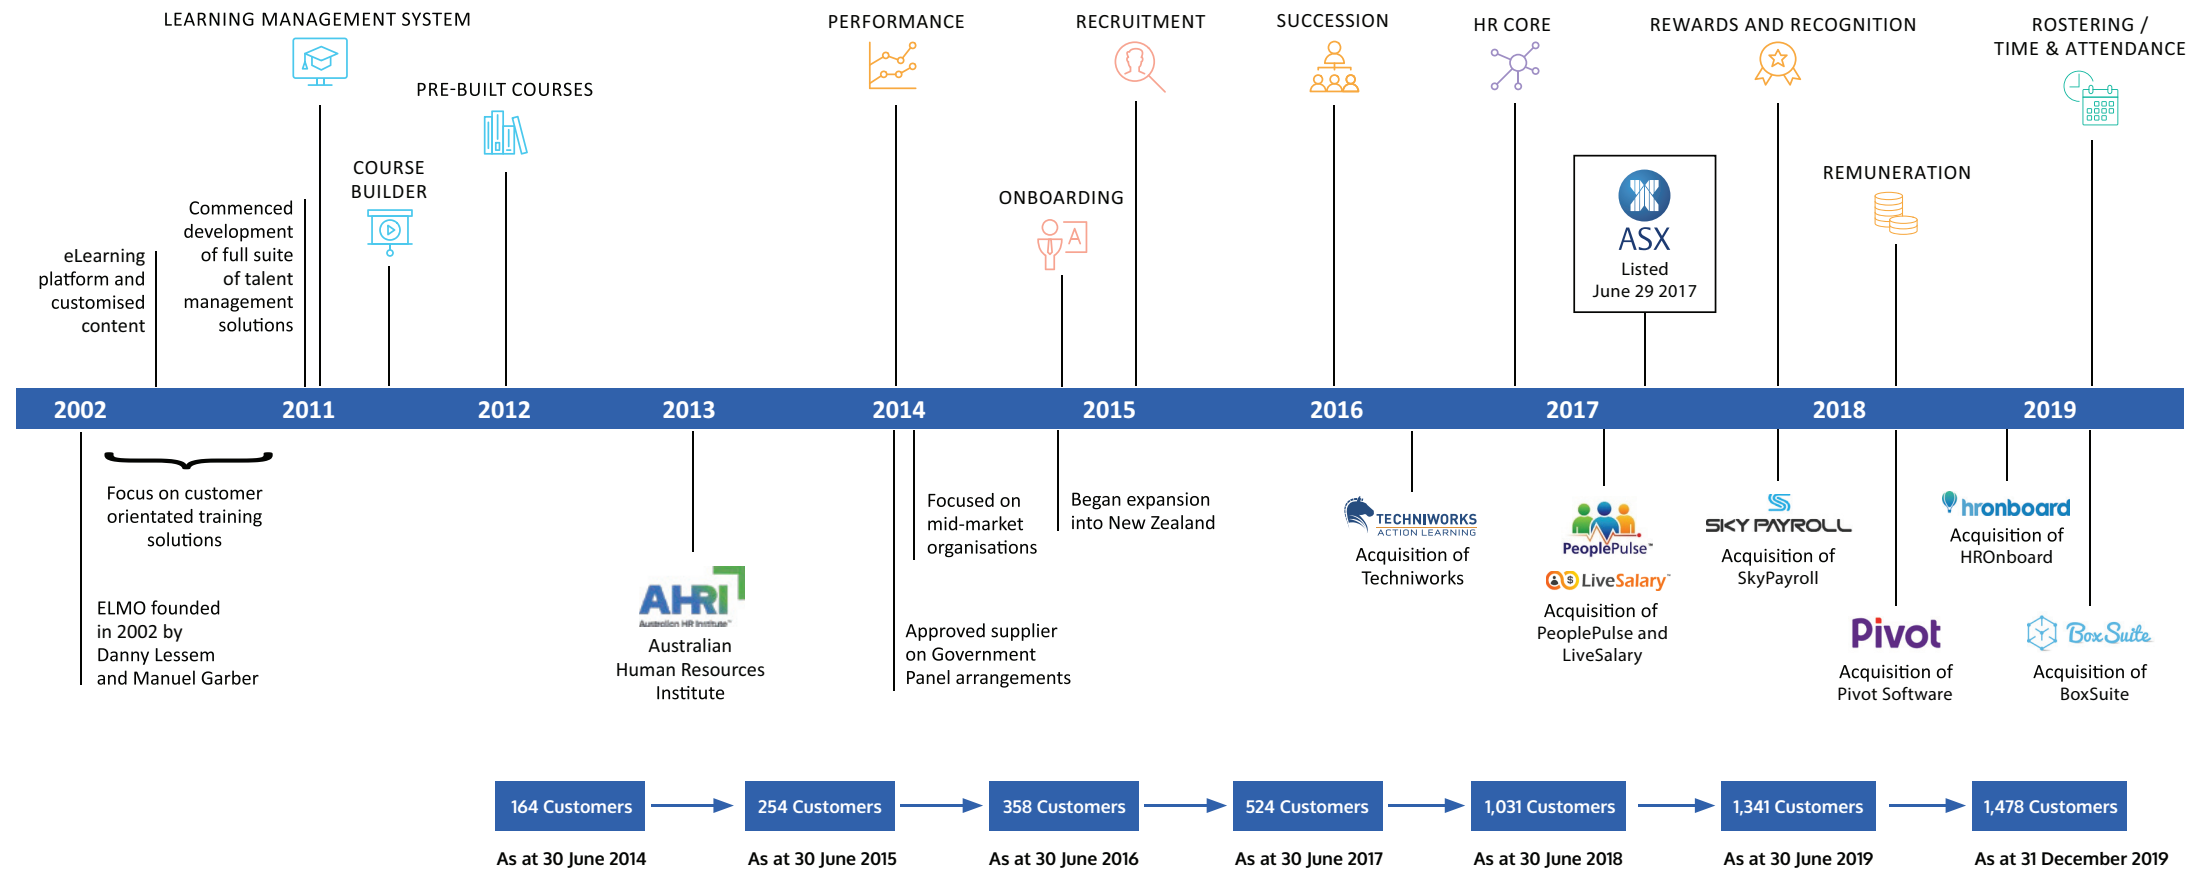 LEARNING MANAGEMENT SYSTEM
PRE-BUILT COURSES
COURSE
BUILDER
Commenced
development
of full suite
of talent
management
solutions
eLearning
platform and
customised
content
PERFORMANCE
RECRUITMENT
ONBOARDING
A
SUCCESSION
HR CORE
ASX
Listed
June 29 2017
REWARDS AND RECOGNITION
REMUNERATION
ROSTERING /
TIME & ATTENDANCE
2002 2011 2012 2013 2014 2015 2016 2017 2018 2019
Focus on customer
orientated training
solutions
ELMO founded
in 2002 by
Danny Lessem
and Manuel Garber
AHRI
Australian HR Institute™
Australian
Human Resources
Institute
Focused on
mid-market
organisations
Approved supplier
on Government
Panel arrangements
Began expansion
into New Zealand
TECHNIWORKS
ACTION LEARNING
Acquisition of
Techniworks
PeoplePulse™
$ LiveSalary™
Acquisition of
PeoplePulse and
LiveSalary
SKY PAYROLL
Acquisition of
SkyPayroll
Pivot
Acquisition of
Pivot Software
hronboard
Acquisition of
HROnboard
BoxSuite
Acquisition of
BoxSuite
164 Customers
254 Customers
358 Customers
524 Customers
1,031 Customers
1,341 Customers
1,478 Customers
As at 30 June 2014
As at 30 June 2015
As at 30 June 2016
As at 30 June 2017
As at 30 June 2018
As at 30 June 2019
As at 31 December 2019